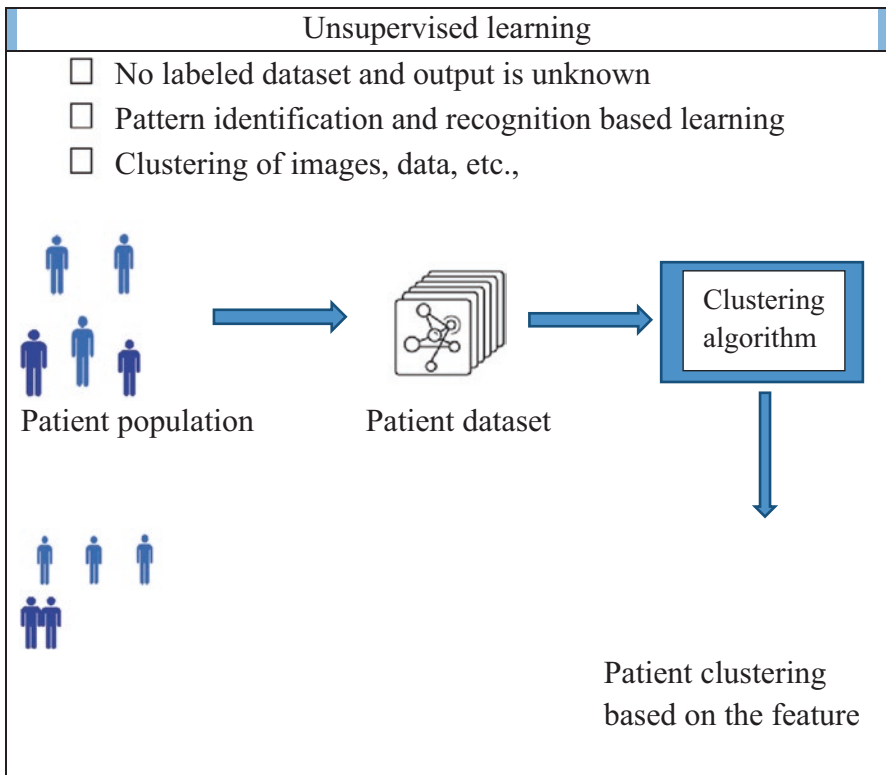 Unsupervised learning
☐ No labeled dataset and output is unknown
☐ Pattern identification and recognition based learning
☐ Clustering of images, data, etc.,
Clustering
algorithm
Patient population
Patient dataset
Patient clustering
based on the feature